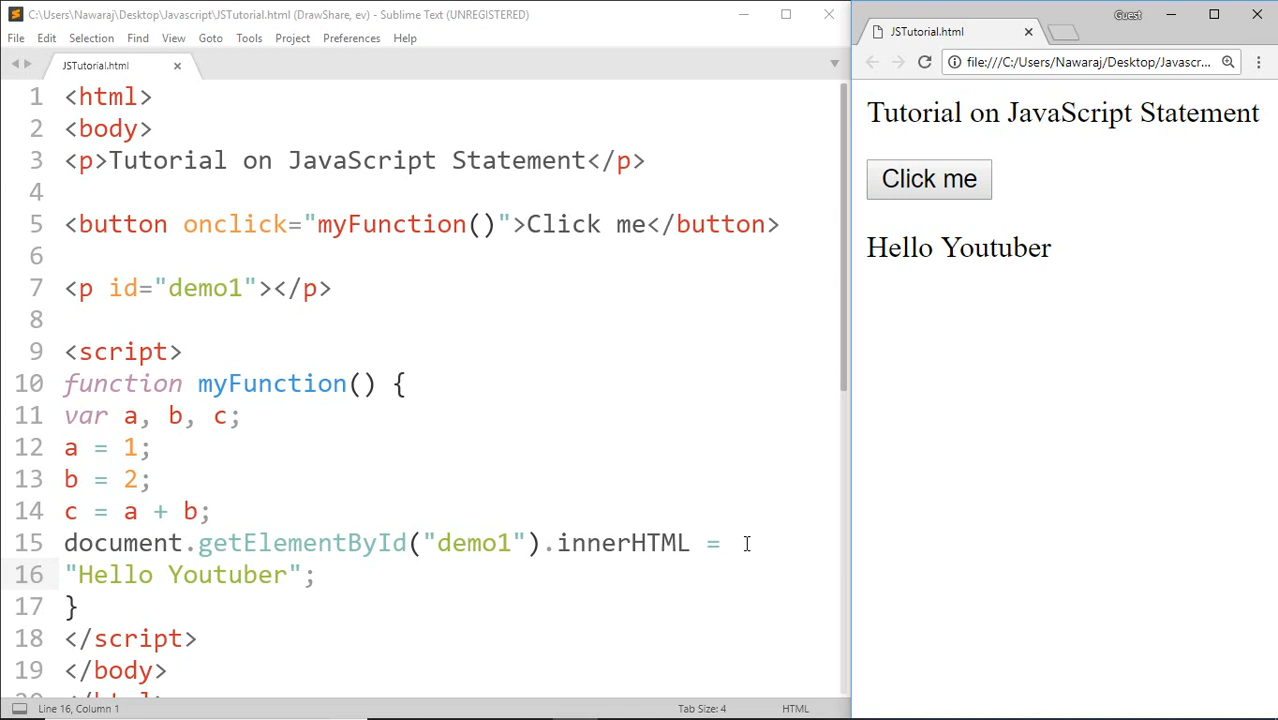 C:\Users\Nawaraj\Desktop\Javascript\JSTutorial.html (DrawShare, ev) - Sublime Text (UNREGISTERED)
File Edit Selection Find View Goto Tools Project Preferences Help
JSTutorial.html
1 <html>
2 <body>
3 <p>Tutorial on JavaScript Statement</p>
4
5 <button onclick="myFunction()">Click me</button>
6
7 <p id="demo1"></p>
8
9 <script>
10 function myFunction() {
11 var a, b, c;
12 a = 1;
13 b = 2;
14 c = a + b;
15 document.getElementById("demo1").innerHTML =
16 "Hello Youtuber";
17 }
18 </script>
19 </body>
20 </html>
Line 16, Column 1
Tab Size: 4
HTML
Guest
JSTutorial.html
file:///C:/Users/Nawaraj/Desktop/Javascr...
Tutorial on JavaScript Statement
Click me
Hello Youtuber